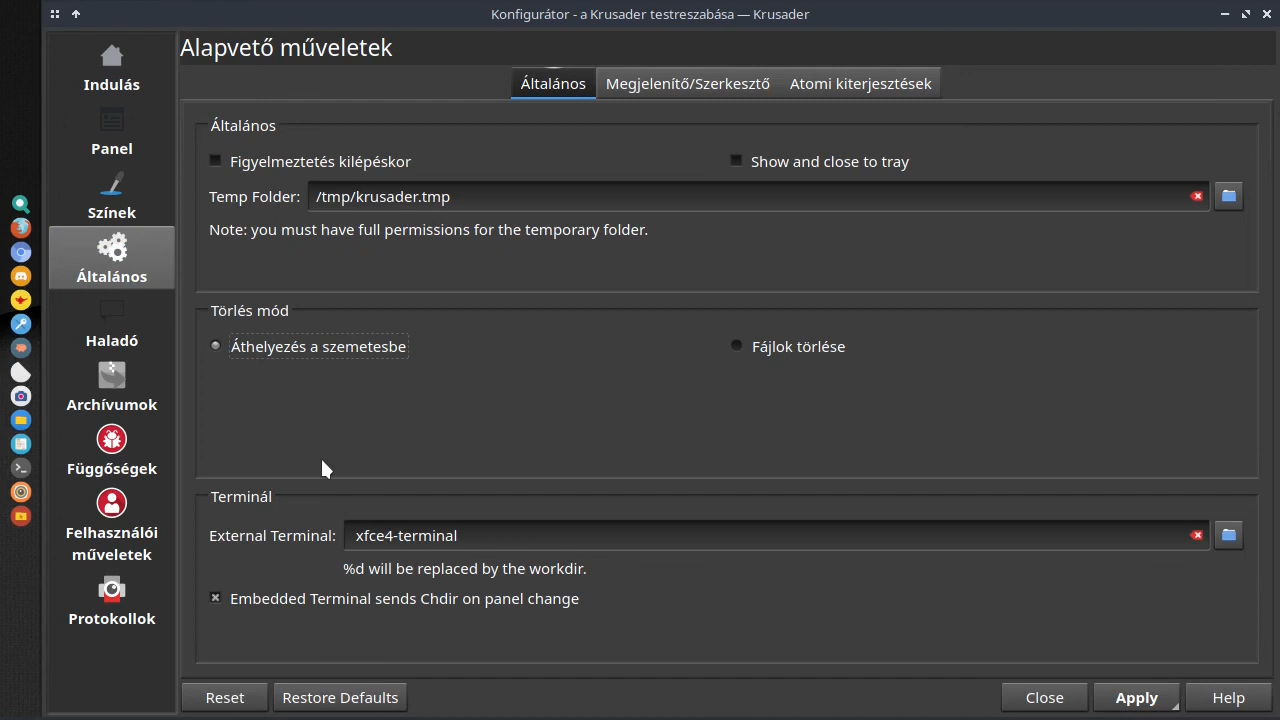 Konfigurátor - a Krusader testreszabása — Krusader
Indulás
Panel
Színek
Általános
Haladó
Archívumok
Függőségek
Felhasználói
műveletek
Protokollok
Alapvető műveletek
Általános Megjelenítő/Szerkesztő Atomi kiterjesztések
Általános
Figyelmeztetés kilépéskor Show and close to tray
Temp Folder: /tmp/krusader.tmp
Note: you must have full permissions for the temporary folder.
Törlés mód
Áthelyezés a szemetesbe Fájlok törlése
Terminál
External Terminal: xfce4-terminal
%d will be replaced by the workdir.
Embedded Terminal sends Chdir on panel change
Reset Restore Defaults Close Apply Help